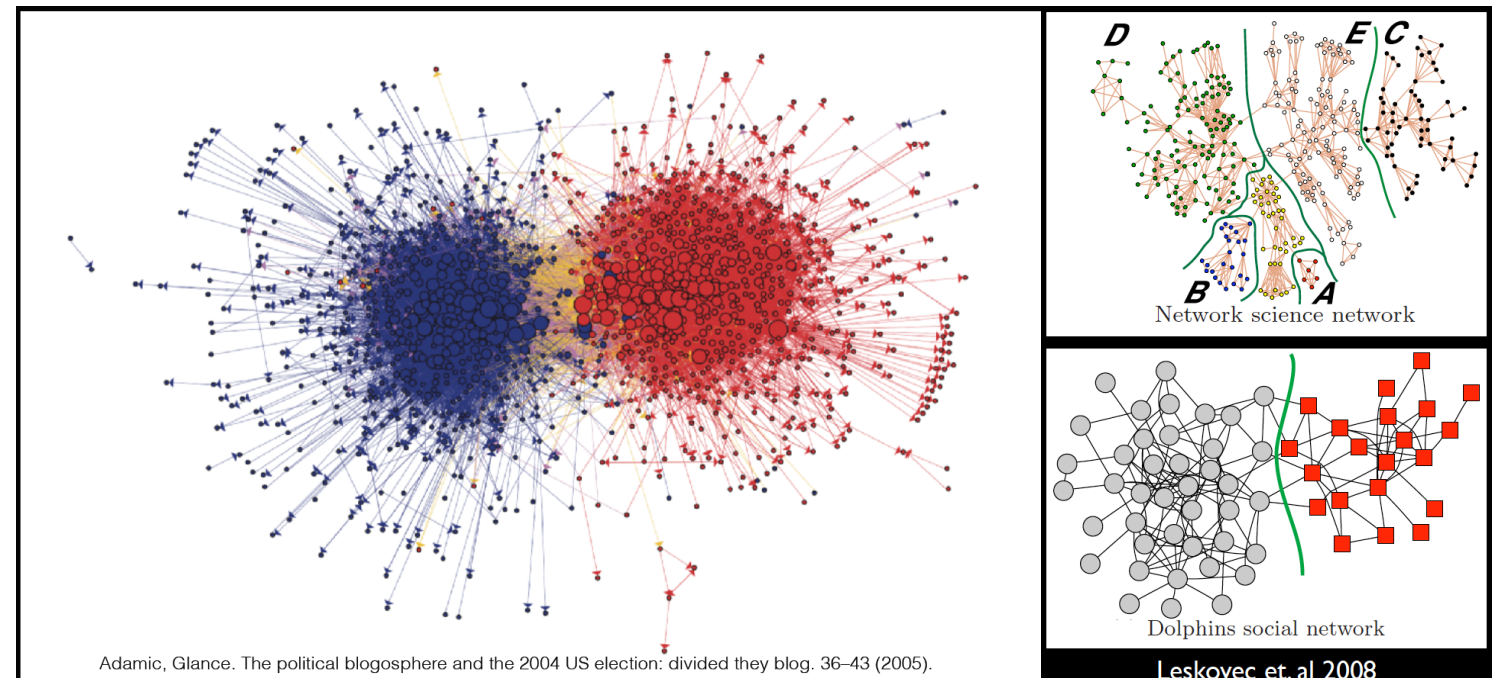 D
E
C
B
A
Network science network
Dolphins social network
Adamic, Glance. The political blogosphere and the 2004 US election: divided they blog. 36–43 (2005).
Leskovec et. al 2008